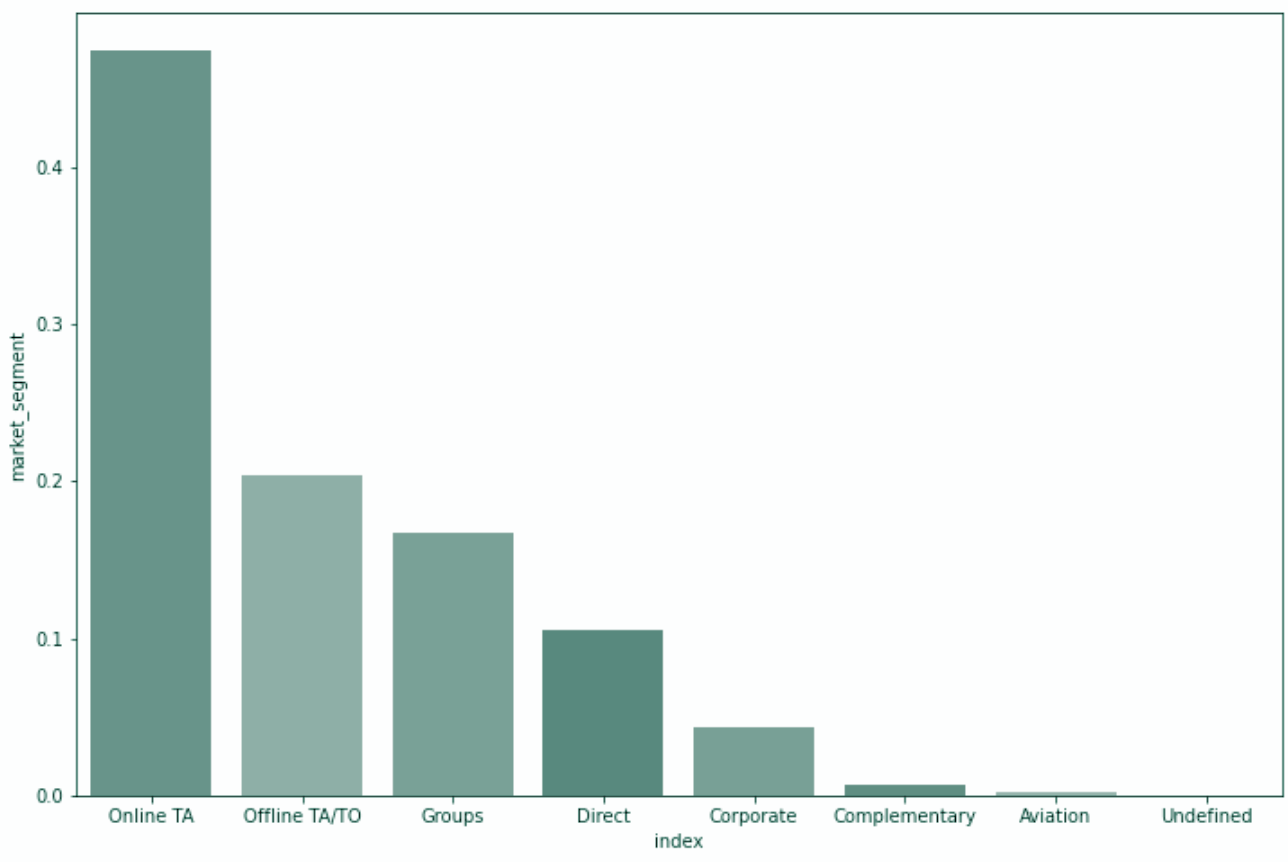 0.4
0.3
0.2
0.1
0.0
market_segment
Online TA Offline TA/TO Groups Direct Corporate Complementary Aviation Undefined
index